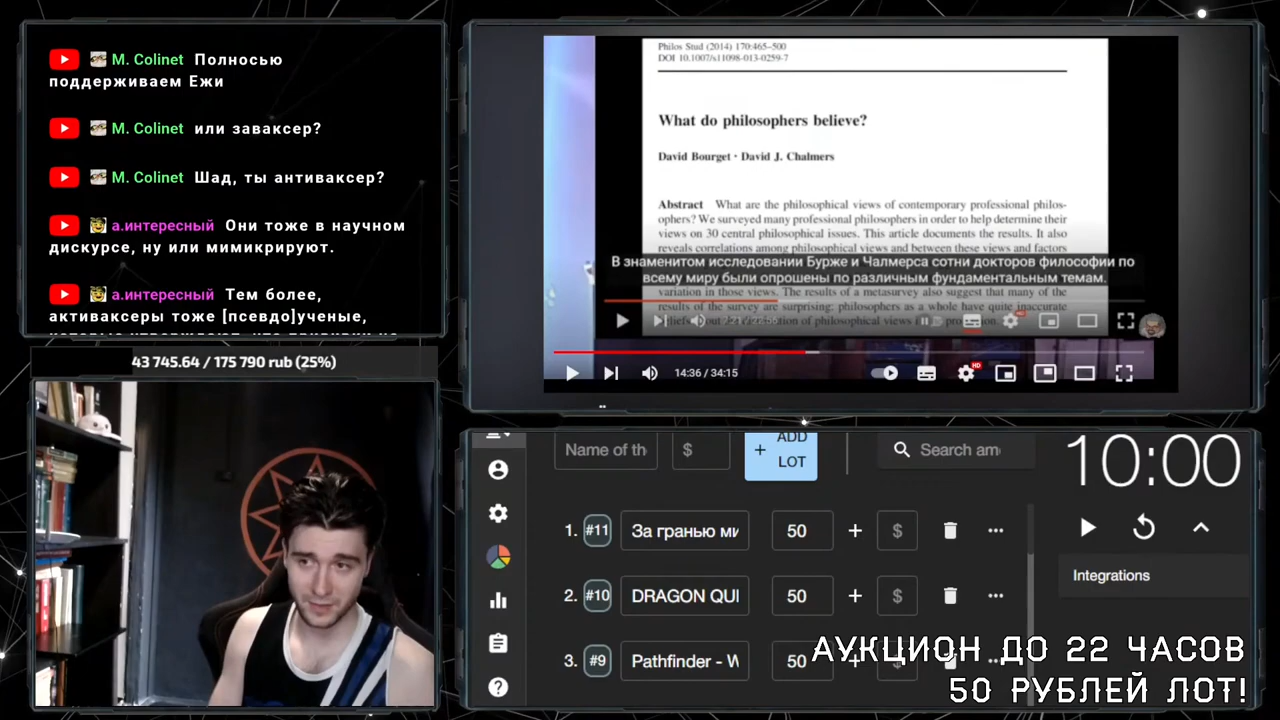 M. Colinet Полносью
поддерживаем Ежи
M. Colinet или заваксер?
M. Colinet Шад, ты антиваксер?
а.интересный Они тоже в научном
дискурсе, ну или мимикрируют.
а.интересный Тем более,
активаксеры тоже [псевдо]ученые,
43 745.64 / 175 790 rub (25%)
Philos Stud (2014) 170:465–500
DOI 10.1007/s11098-013-0259-7
What do philosophers believe?
David Bourget · David J. Chalmers
Abstract What are the philosophical views of contemporary professional philos-
ophers? We surveyed many professional philosophers in order to help determine their
views on 30 central philosophical issues. This article documents the results. It also
reveals correlations among philosophical views and between these views and factors
В знаменитом исследовании Бурже и Чалмерса сотни докторов философии по
всему миру были опрошены по различным фундаментальным темам.
variation in those views. The results of a metasurvey also suggest that many of the
results of the survey are surprising: philosophers as a whole have quite inaccurate
14:36 / 34:15
HD
Name of th
$
+ ADD
LOT
Search am
10:00
1. #11 За гранью ми 50 + $
Integrations
2. #10 DRAGON QUI 50 + $
3. #9 Pathfinder - W 50
АУКЦИОН ДО 22 ЧАСОВ
50 РУБЛЕЙ ЛОТ!